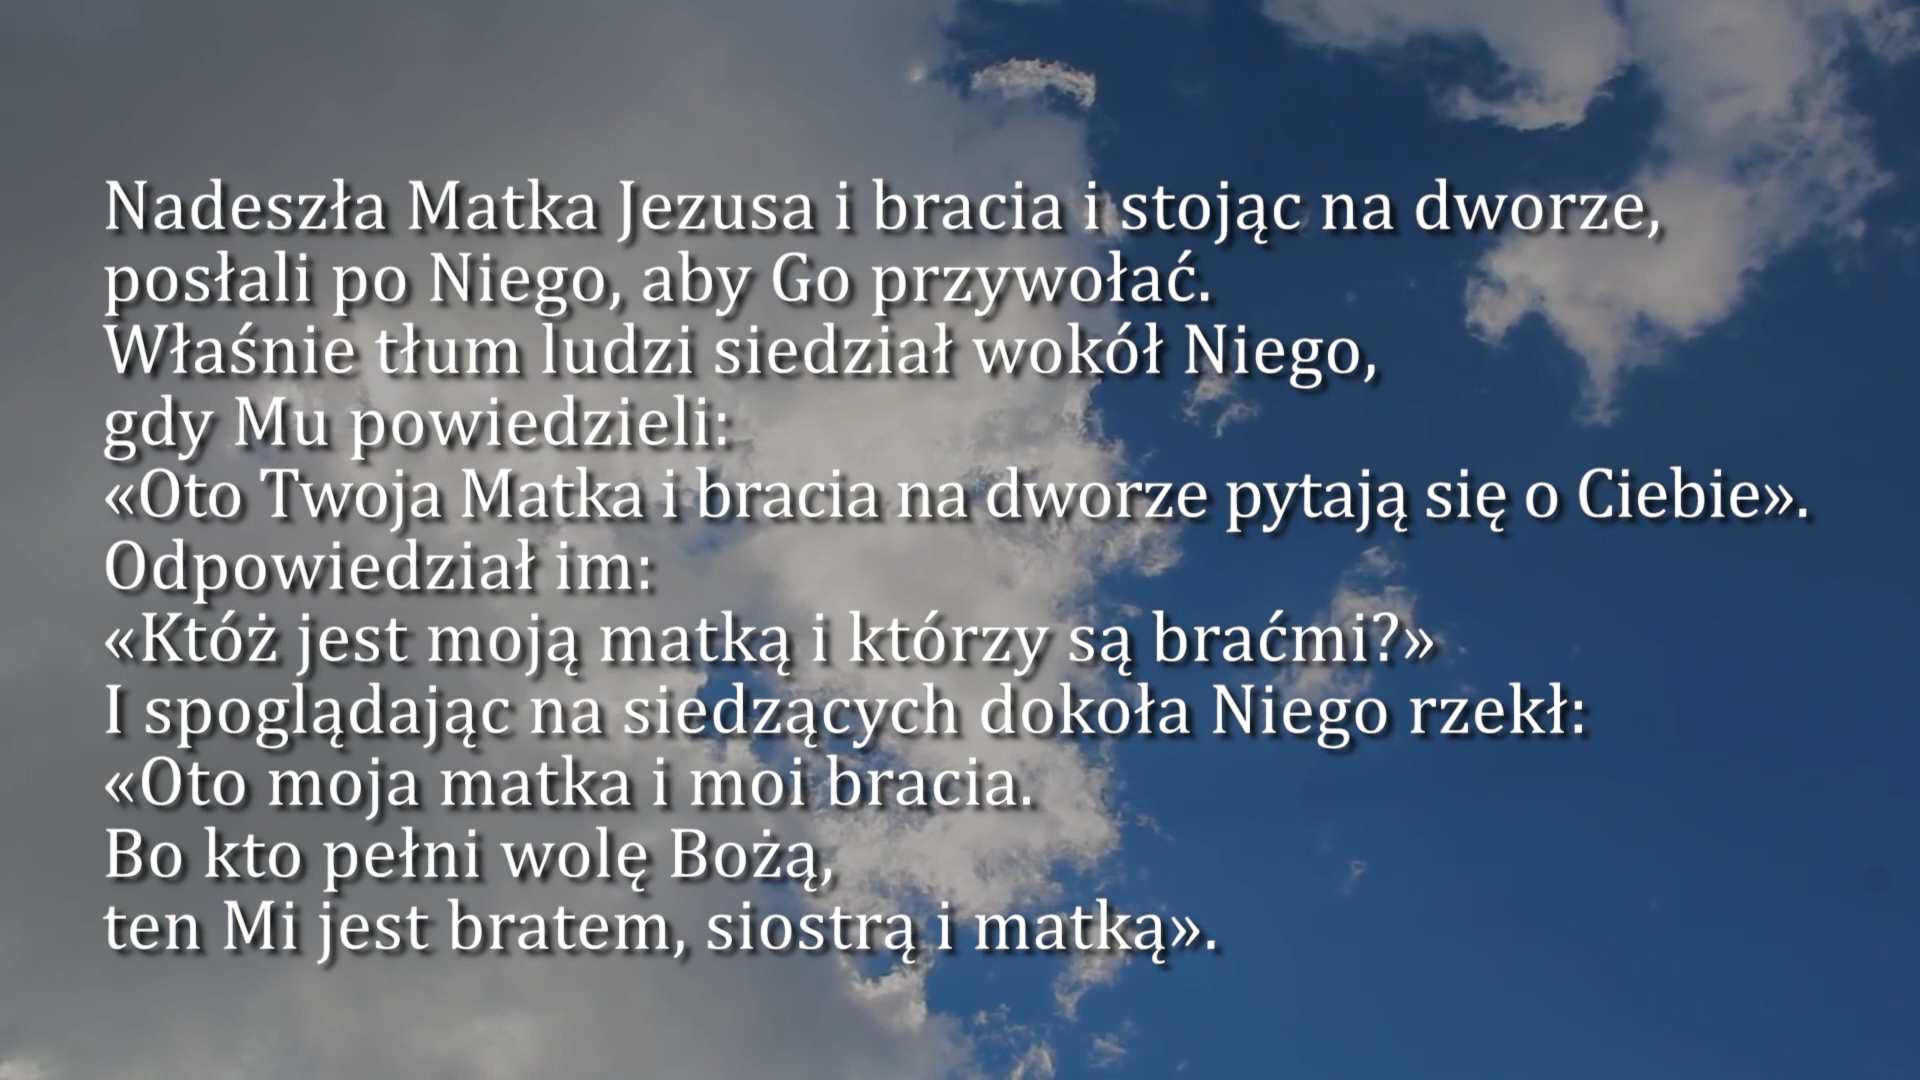 Nadeszła Matka Jezusa i bracia i stojąc na dworze,
posłali po Niego, aby Go przywołać.
Właśnie tłum ludzi siedział wokół Niego,
gdy Mu powiedzieli:
«Oto Twoja Matka i bracia na dworze pytają się o Ciebie».
Odpowiedział im:
«Któż jest moją matką i którzy są braćmi?»
I spoglądając na siedzących dokoła Niego rzekł:
«Oto moja matka i moi bracia.
Bo kto pełni wolę Bożą,
ten Mi jest bratem, siostrą i matką».